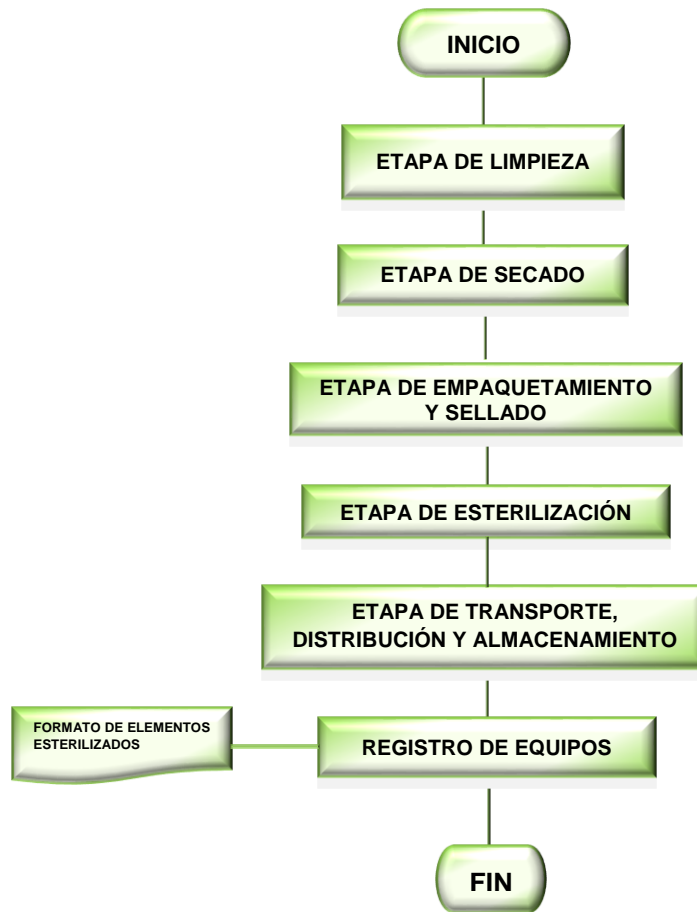 INICIO
ETAPA DE LIMPIEZA
ETAPA DE SECADO
ETAPA DE EMPAQUETAMIENTO
Y SELLADO
ETAPA DE ESTERILIZACIÓN
ETAPA DE TRANSPORTE,
DISTRIBUCIÓN Y ALMACENAMIENTO
FORMATO DE ELEMENTOS
ESTERILIZADOS
REGISTRO DE EQUIPOS
FIN